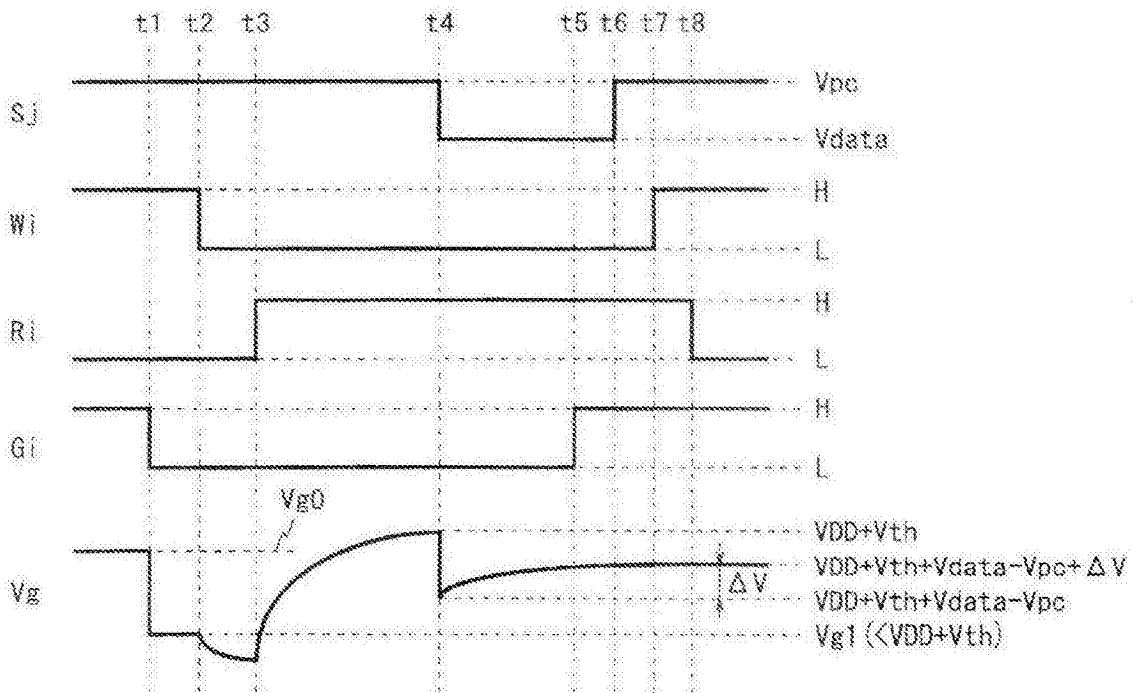 t1 t2 t3 t4 t5 t6 t7 t8
Sj
Vpc
Vdata
Wi
H
L
Ri
H
L
Gi
H
L
Vg0
Vg
VDD+Vth
VDD+Vth+Vdata-Vpc+ΔV
ΔV
VDD+Vth+Vdata-Vpc
Vg1(<VDD+Vth)